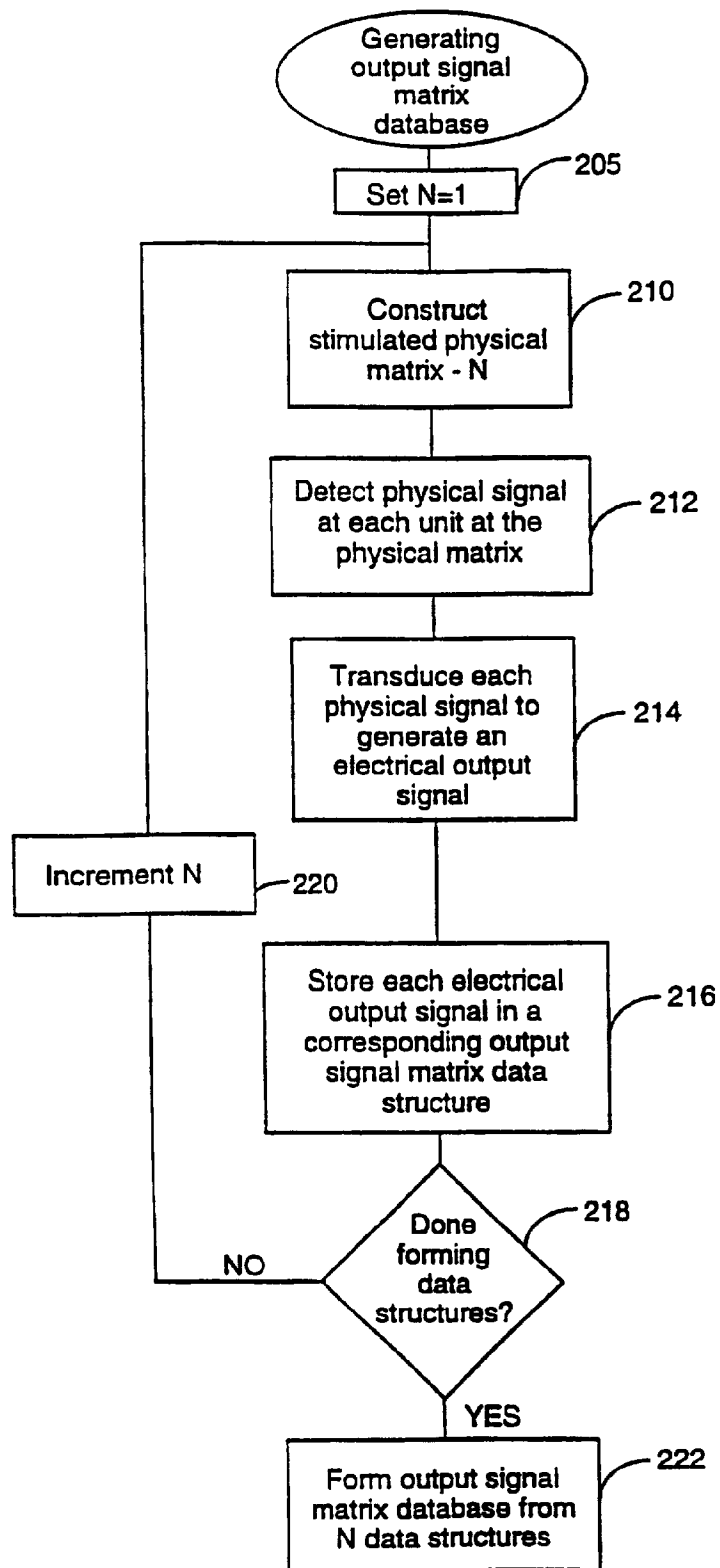 Generating
output signal
matrix
database
205
Set N=1
210
Construct
stimulated physical
matrix - N
Detect physical signal
at each unit at the
physical matrix
212
Transduce each
physical signal to
generate an
electrical output
signal
214
Increment N
220
Store each electrical
output signal in a
corresponding output
signal matrix data
structure
216
Done
forming
data
structures?
218
NO
YES
Form output signal
matrix database from
N data structures
222